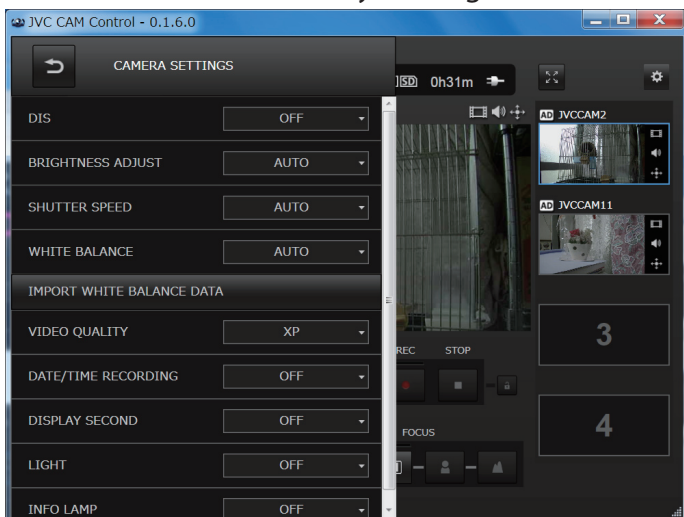 JVC CAM Control - 0.1.6.0
CAMERA SETTINGS
SD 0h31m
DIS OFF
BRIGHTNESS ADJUST AUTO
SHUTTER SPEED AUTO
WHITE BALANCE AUTO
IMPORT WHITE BALANCE DATA
VIDEO QUALITY XP
DATE/TIME RECORDING OFF
DISPLAY SECOND OFF
LIGHT OFF
INFO LAMP OFF
REC STOP
FOCUS
AD JVCCAM2
AD JVCCAM11
3
4